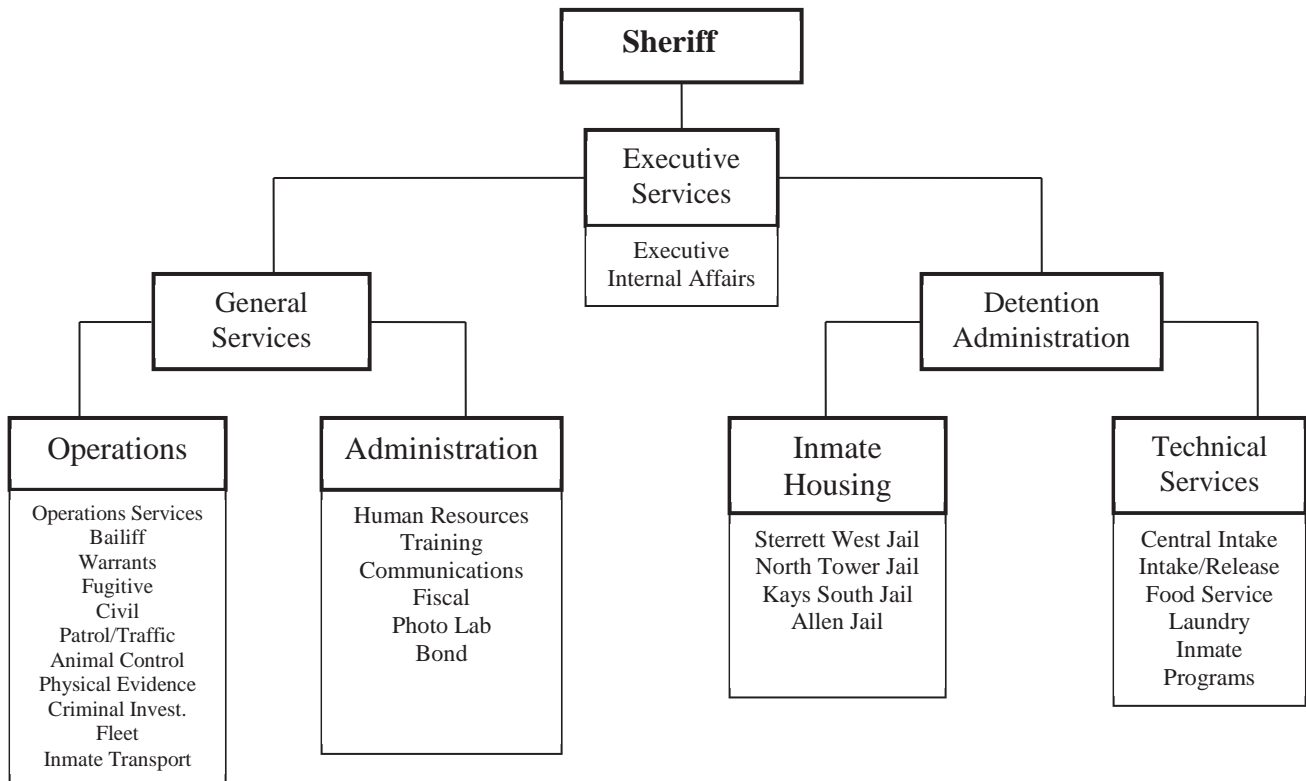 Sheriff
Executive
Services
Executive
Internal Affairs
General
Services
Detention
Administration
Operations
Operations Services
Bailiff
Warrants
Fugitive
Civil
Patrol/Traffic
Animal Control
Physical Evidence
Criminal Invest.
Fleet
Inmate Transport
Administration
Human Resources
Training
Communications
Fiscal
Photo Lab
Bond
Inmate
Housing
Sterrett West Jail
North Tower Jail
Kays South Jail
Allen Jail
Technical
Services
Central Intake
Intake/Release
Food Service
Laundry
Inmate
Programs